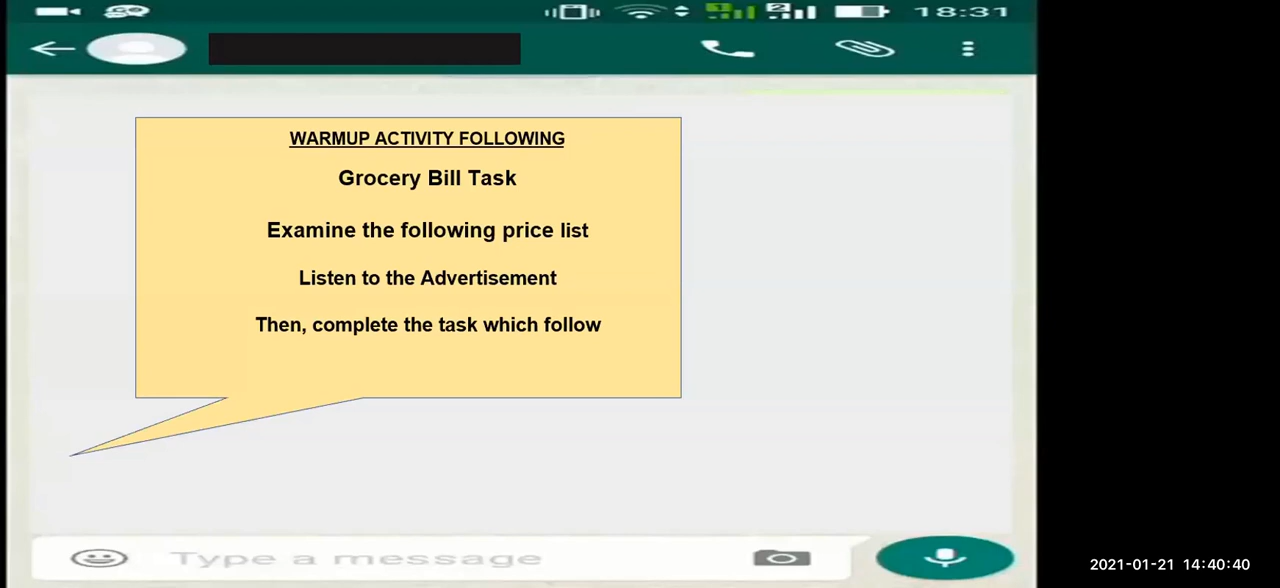 18:31
WARMUP ACTIVITY FOLLOWING
Grocery Bill Task
Examine the following price list
Listen to the Advertisement
Then, complete the task which follow
Type a message
2021-01-21 14:40:40